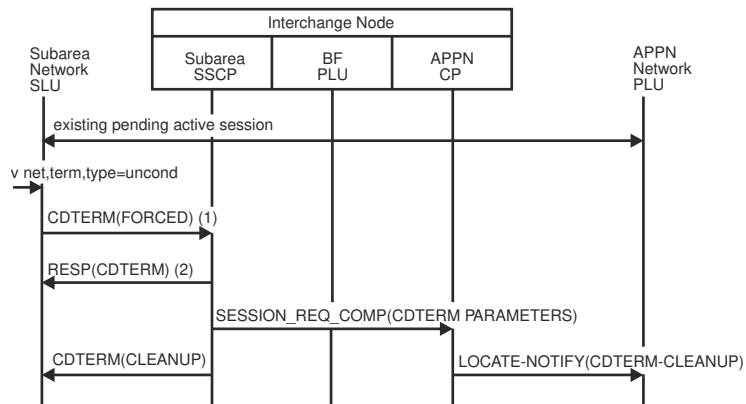 Interchange Node
Subarea
Network
SLU
Subarea
SSCP
BF
PLU
APPN
CP
APPN
Network
PLU
existing pending active session
v net,term,type=uncond
CDTERM(FORCED) (1)
RESP(CDTERM) (2)
SESSION_REQ_COMP(CDTERM PARAMETERS)
CDTERM(CLEANUP)
LOCATE-NOTIFY(CDTERM-CLEANUP)